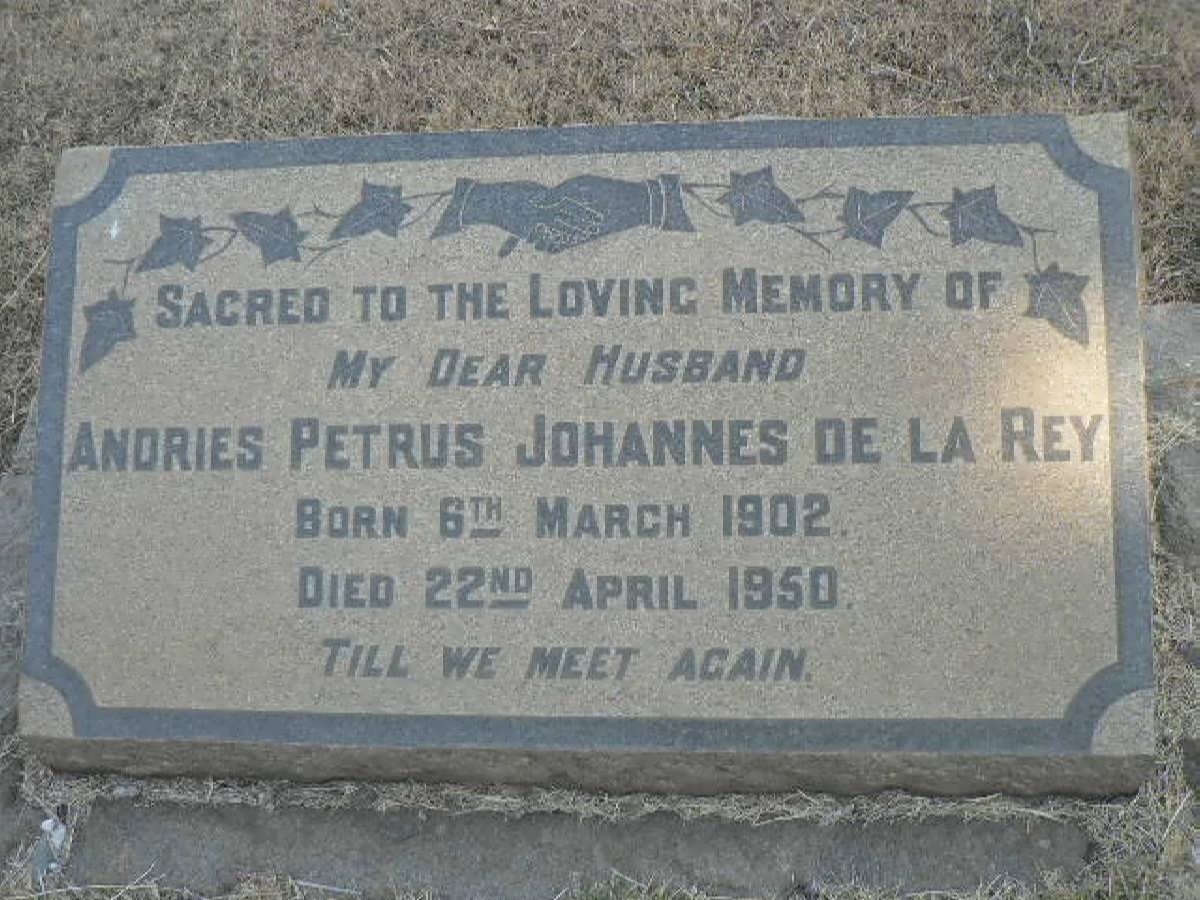 SACRED TO THE LOVING MEMORY OF
MY DEAR HUSBAND
ANDRIES PETRUS JOHANNES DE LA REY
BORN 6TH MARCH 1902.
DIED 22ND APRIL 1950.
TILL WE MEET AGAIN.